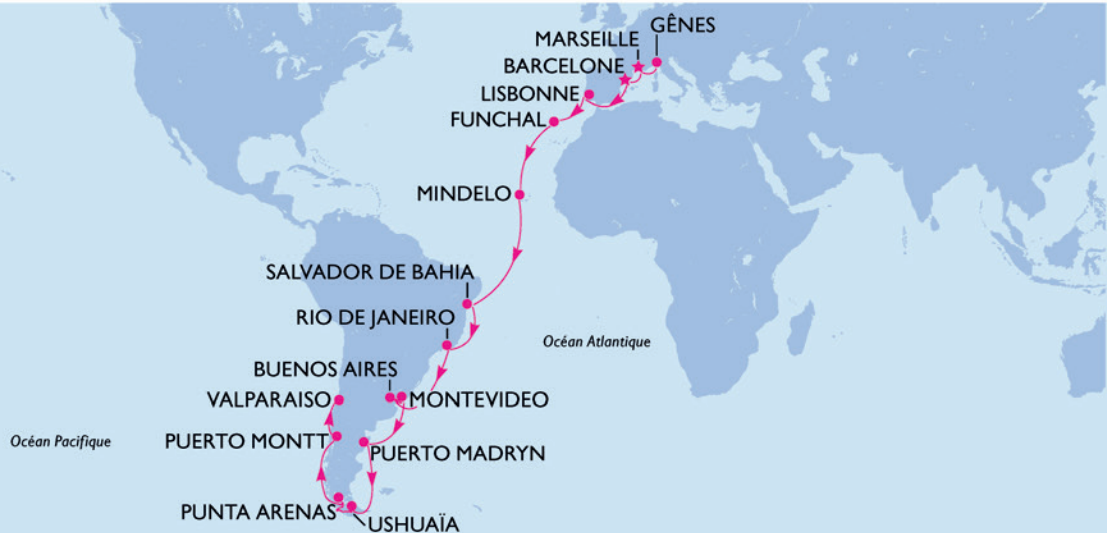 GÊNES
MARSEILLE
BARCELONE
LISBONNE
FUNCHAL
MINDELO
SALVADOR DE BAHIA
RIO DE JANEIRO
Océan Atlantique
BUENOS AIRES
VALPARAISO
MONTEVIDEO
Océan Pacifique
PUERTO MONTT
PUERTO MADRYN
PUNTA ARENAS
USHUAÏA